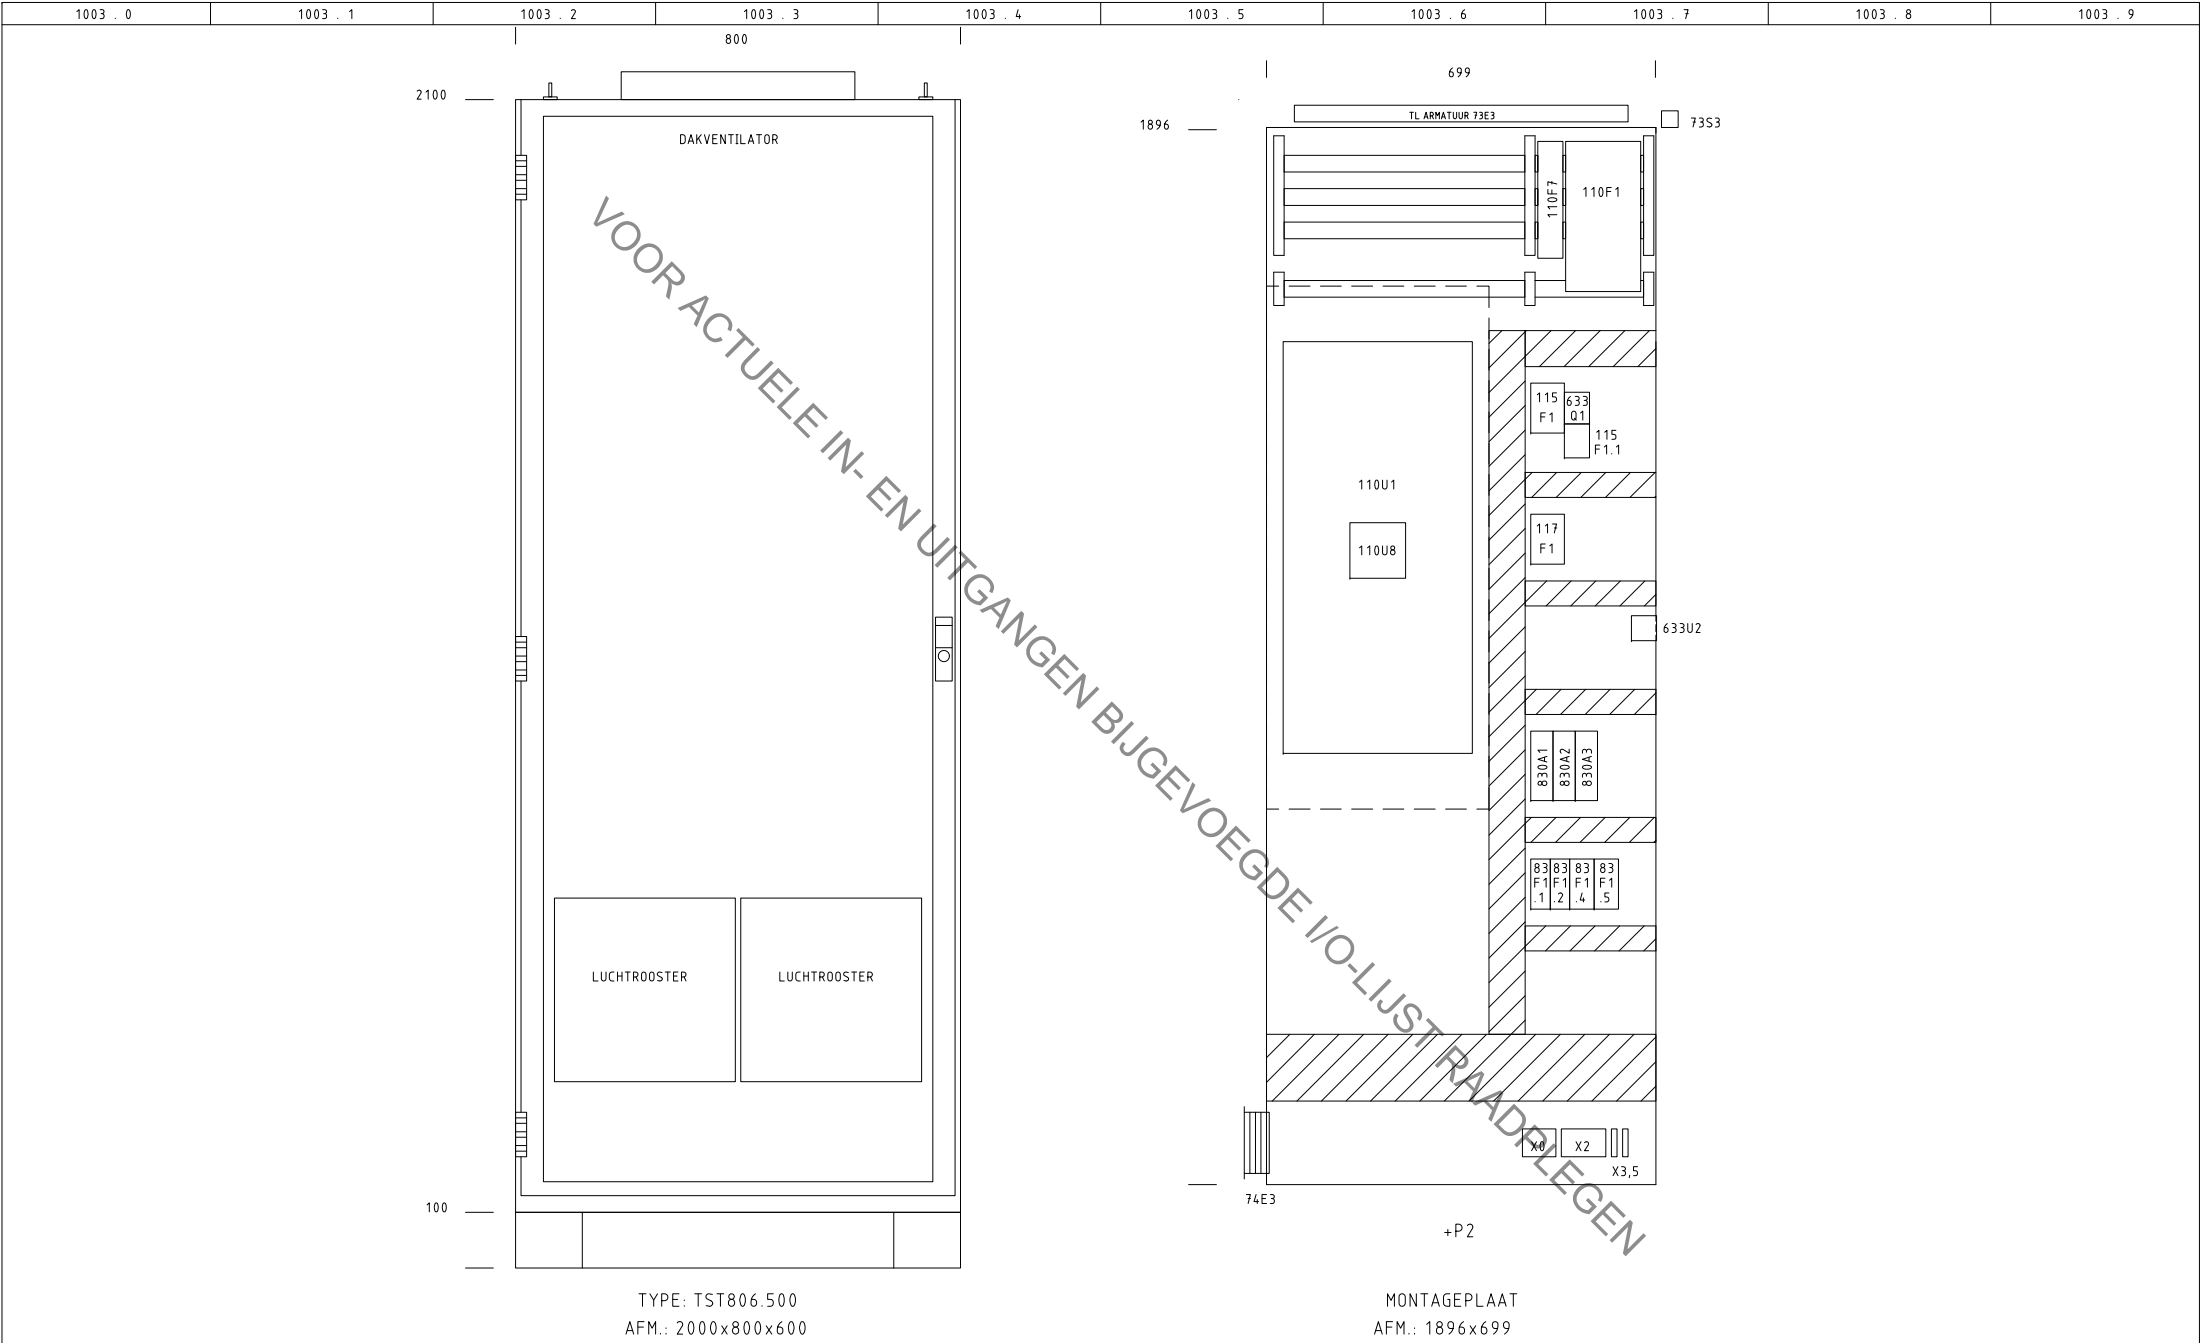 1003 . 0
1003 . 1
1003 . 2
1003 . 3
1003 . 4
1003 . 5
1003 . 6
1003 . 7
1003 . 8
1003 . 9
800
2100
DAKVENTILATOR
LUCHTROOSTER
LUCHTROOSTER
100
TYPE: TST806.500
AFM.: 2000x800x600
VOOR ACTUELE IN- EN UITGANGEN BIJGEVOEGDE I/O-LIJST RAADPLEGEN
699
1896
TL ARMATUUR 73E3
73S3
110F7
110F1
115
F1
633
Q1
115
F1.1
110U1
110U8
117
F1
633U2
830A1
830A2
830A3
83
F1
.1
83
F1
.2
83
F1
.4
83
F1
.5
X0
X2
X3,5
74E3
+P2
MONTAGEPLAAT
AFM.: 1896x699